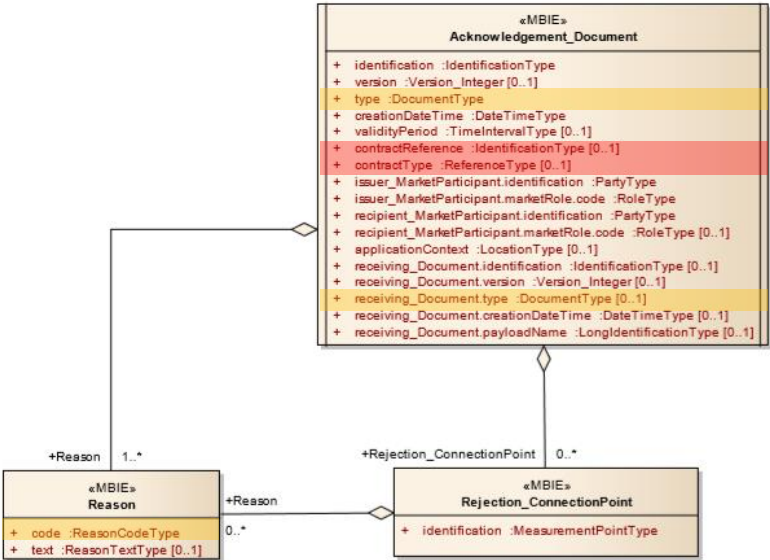 «MBIE»
Acknowledgement_Document
+ identification :IdentificationType
+ version :Version_Integer [0..1]
+ type :DocumentType
+ creationDateTime :DateTimeType
+ validityPeriod :TimeIntervalType [0..1]
+ contractReference :IdentificationType [0..1]
+ contractType :ReferenceType [0..1]
+ issuer_MarketParticipant.identification :PartyType
+ issuer_MarketParticipant.marketRole.code :RoleType
+ recipient_MarketParticipant.identification :PartyType
+ recipient_MarketParticipant.marketRole.code :RoleType [0..1]
+ applicationContext :LocationType [0..1]
+ receiving_Document.identification :IdentificationType [0..1]
+ receiving_Document.version :Version_Integer [0..1]
+ receiving_Document.type :DocumentType [0..1]
+ receiving_Document.creationDateTime :DateTimeType [0..1]
+ receiving_Document.payloadName :LongIdentificationType [0..1]
+Reason 1..*
+Rejection_ConnectionPoint 0..*
«MBIE»
Reason
+ code :ReasonCodeType
+ text :ReasonTextType [0..1]
+Reason
0..*
«MBIE»
Rejection_ConnectionPoint
+ identification :MeasurementPointType